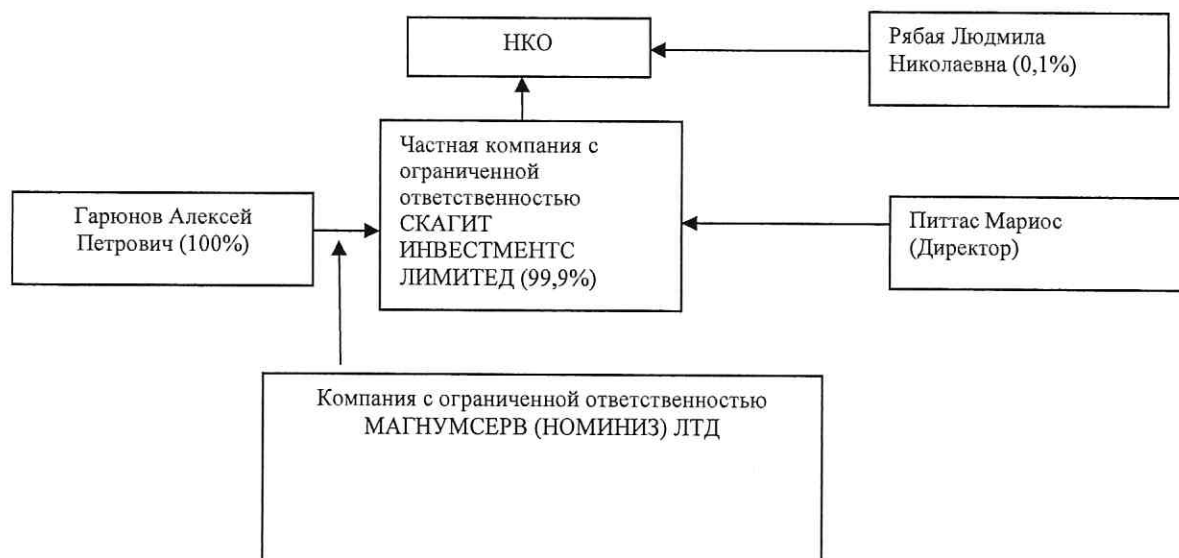 НКО
Рябая Людмила
Николаевна (0,1%)
Частная компания с
ограниченной
ответственностью
СКАГИТ
ИНВЕСТМЕНТС
ЛИМИТЕД (99,9%)
Гарюнов Алексей
Петрович (100%)
Питтас Мариос
(Директор)
Компания с ограниченной ответственностью
МАГНУМСЕРВ (НОМИНИЗ) ЛТД